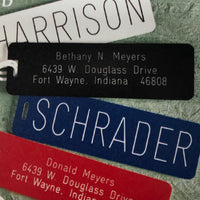 HARRISON
Bethany N. Meyers
6439 W. Douglass Drive
Fort Wayne, Indiana 46808
SCHRADER
Donald Meyers
6439 W. Douglass Drive
Fort Wayne, Indiana